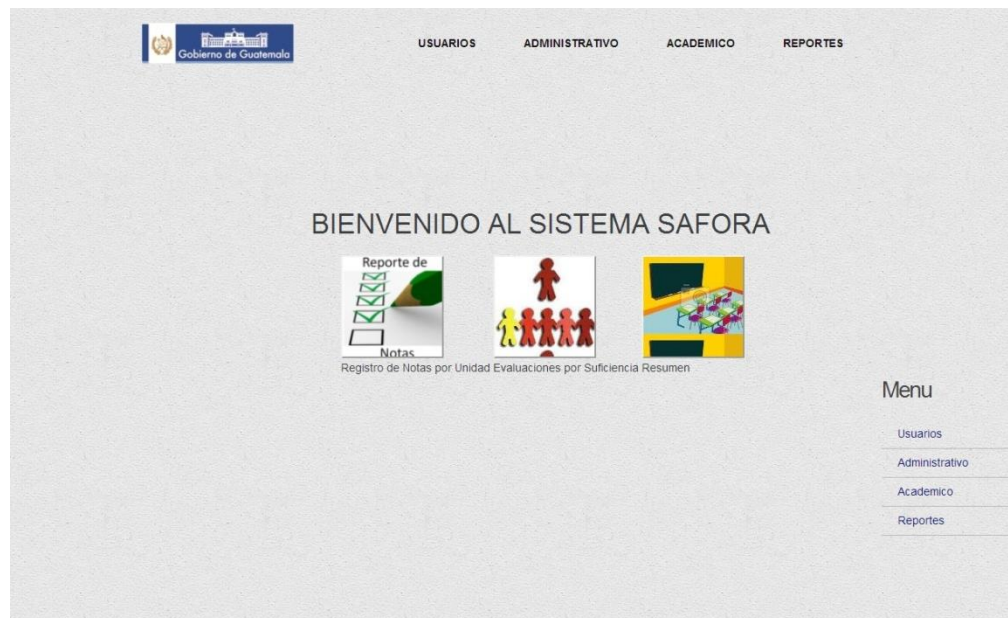 Gobierno de Guatemala
USUARIOS ADMINISTRATIVO ACADEMICO REPORTES
BIENVENIDO AL SISTEMA SAFORA
Reporte de
Notas
Registro de Notas por Unidad Evaluaciones por Suficiencia Resumen
Menu
Usuarios
Administrativo
Academico
Reportes